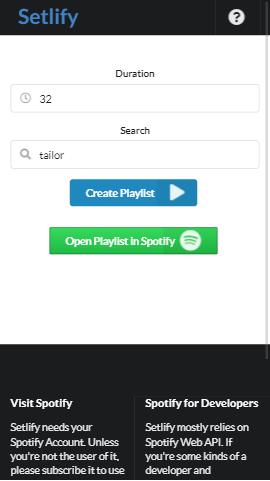 Setlify
?
Duration
32
Search
tailor
Create Playlist
Open Playlist in Spotify
Visit Spotify
Setlify needs your
Spotify Account. Unless
you're not the user of it,
please subscribe it to use
Spotify for Developers
Setlify mostly relies on
Spotify Web API. If
you're some kinds of a
developer and